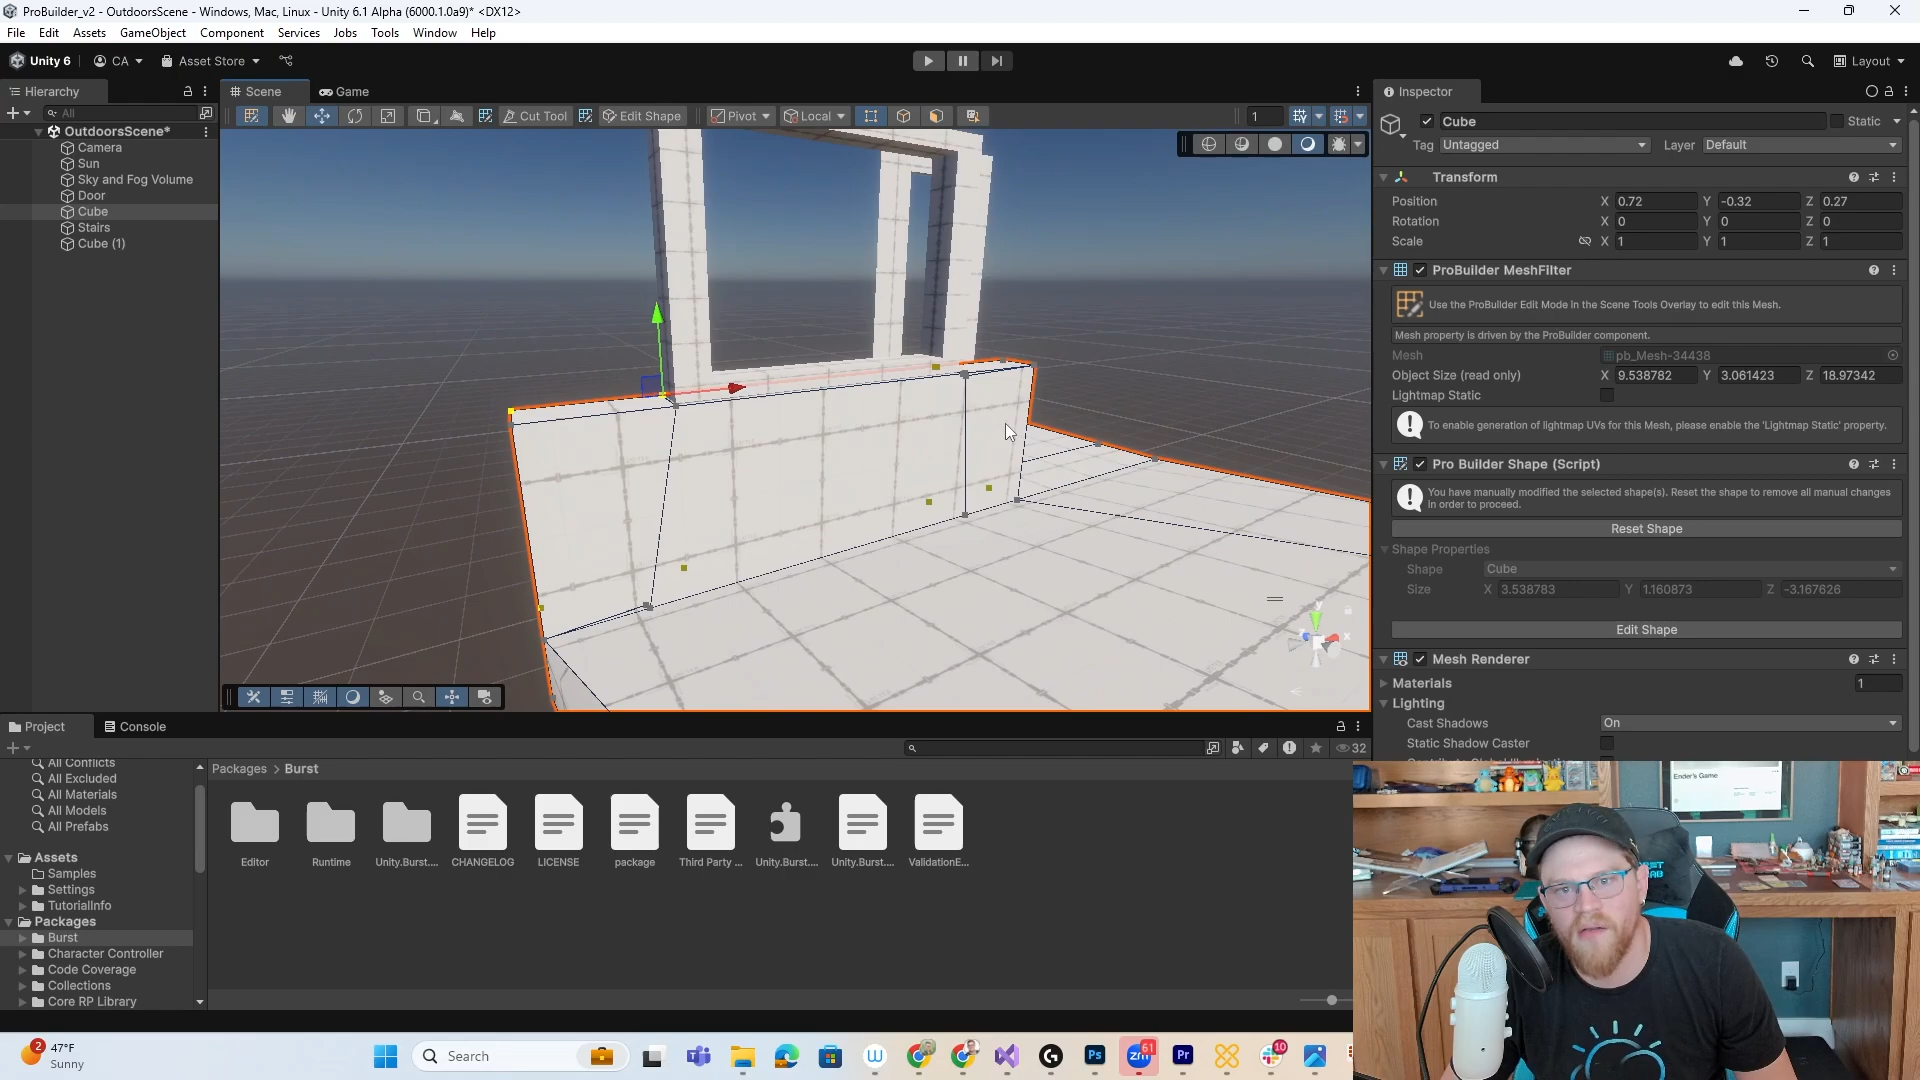 ProBuilder_v2 - OutdoorsScene - Windows, Mac, Linux - Unity 6.1 Alpha (6000.1.0a9)* <DX12>
File Edit Assets GameObject Component Services Jobs Tools Window Help
Unity 6 CA Asset Store Layout
Hierarchy Scene Game Inspector
All Cut Tool Edit Shape Pivot Local 1
OutdoorsScene*
Camera
Sun
Sky and Fog Volume
Door
Cube
Stairs
Cube (1)
Cube Static
Tag Untagged Layer Default
Transform
Position X 0.72 Y -0.32 Z 0.27
Rotation X 0 Y 0 Z 0
Scale X 1 Y 1 Z 1
ProBuilder MeshFilter
Use the ProBuilder Edit Mode in the Scene Tools Overlay to edit this Mesh.
Mesh property is driven by the ProBuilder component.
Mesh pb_Mesh-34438
Object Size (read only) X 9.538782 Y 3.061423 Z 18.97342
Lightmap Static
To enable generation of lightmap UVs for this Mesh, please enable the 'Lightmap Static' property.
Pro Builder Shape (Script)
You have manually modified the selected shape(s). Reset the shape to remove all manual changes
in order to proceed.
Reset Shape
Shape Properties
Shape Cube
Size X 3.538783 Y 1.160873 Z -3.167626
Edit Shape
Mesh Renderer
Materials 1
Lighting
Cast Shadows On
Static Shadow Caster
y
x
Project Console
32
All Conflicts
All Excluded
All Materials
All Models
All Prefabs
Assets
Samples
Settings
TutorialInfo
Packages
Burst
Character Controller
Code Coverage
Collections
Core RP Library
Packages > Burst
Editor Runtime Unity.Burst.... CHANGELOG LICENSE package Third Party ... Unity.Burst.... Unity.Burst.... ValidationE...
Ender's Game
2 47°F
Sunny
Search
Ps
zm
61
Pr
10